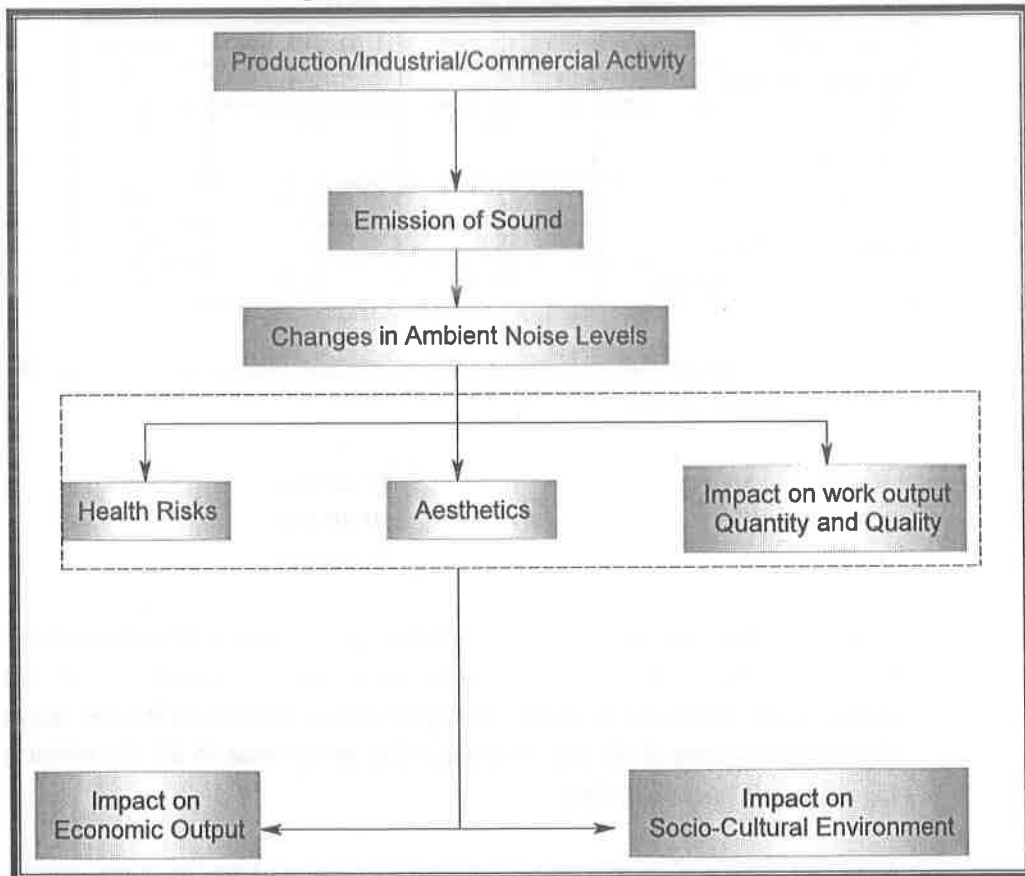 Production/Industrial/Commercial Activity
Emission of Sound
Changes in Ambient Noise Levels
Health Risks
Aesthetics
Impact on work output
Quantity and Quality
Impact on
Economic Output
Impact on
Socio-Cultural Environment